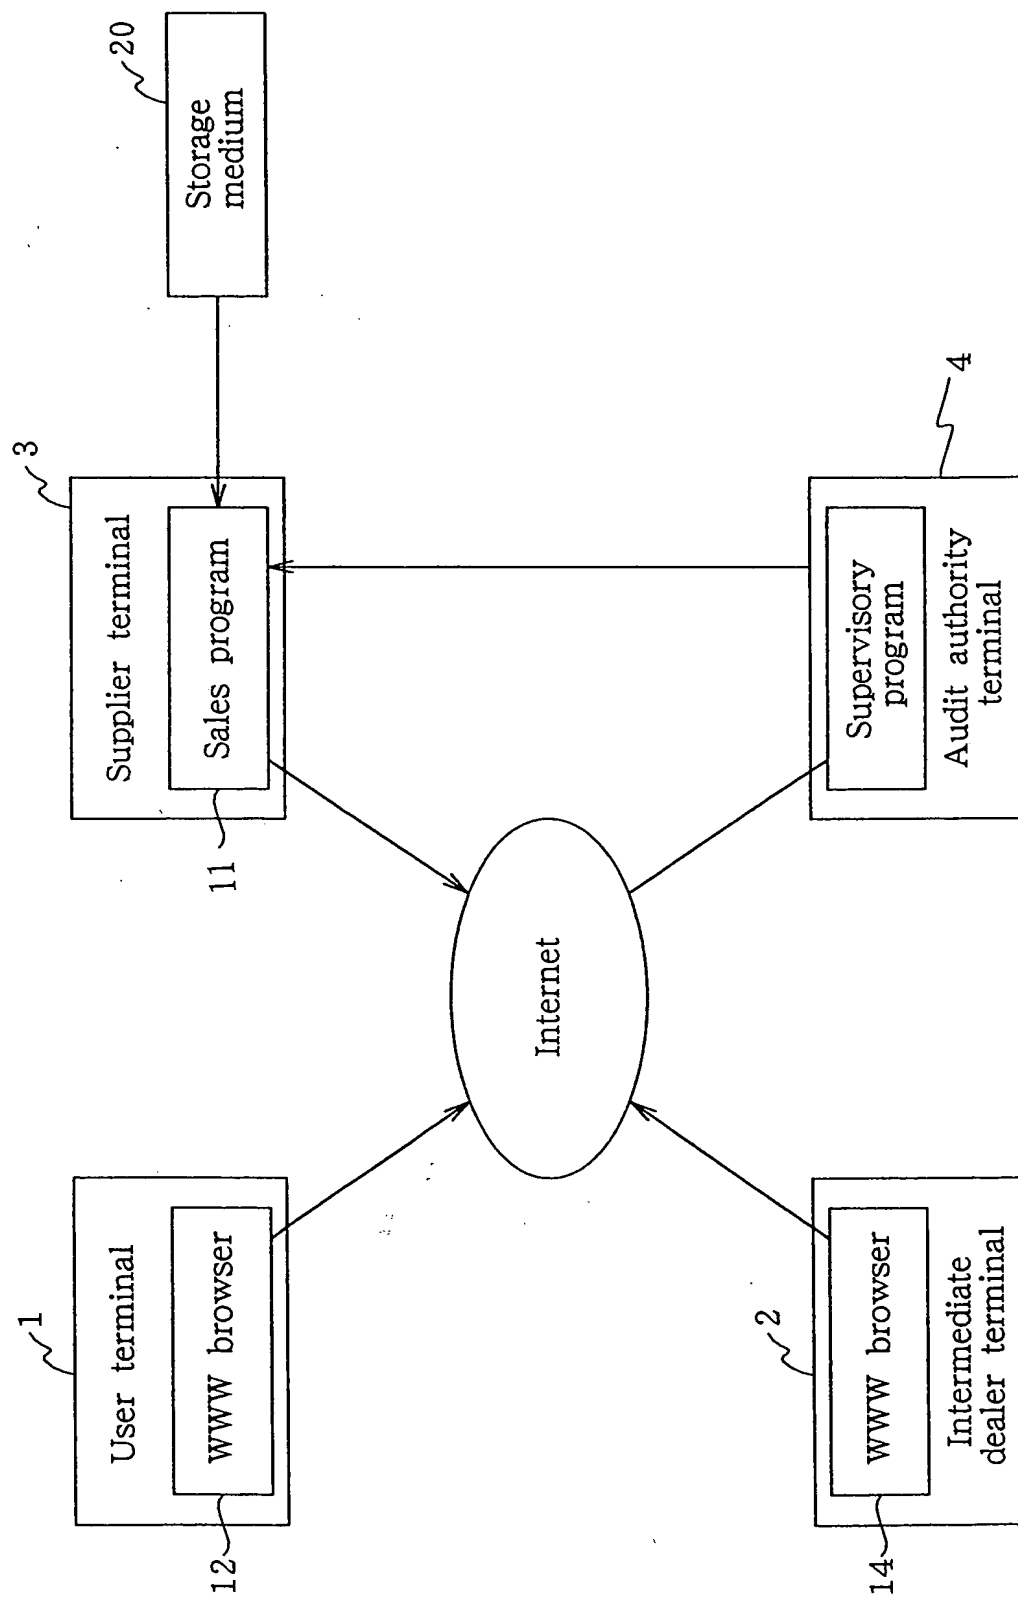 1
User terminal
WWW browser
12
3
Supplier terminal
Sales program
11
20
Storage
medium
Internet
2
WWW browser
Intermediate
dealer terminal
14
4
Supervisory
program
Audit authority
terminal